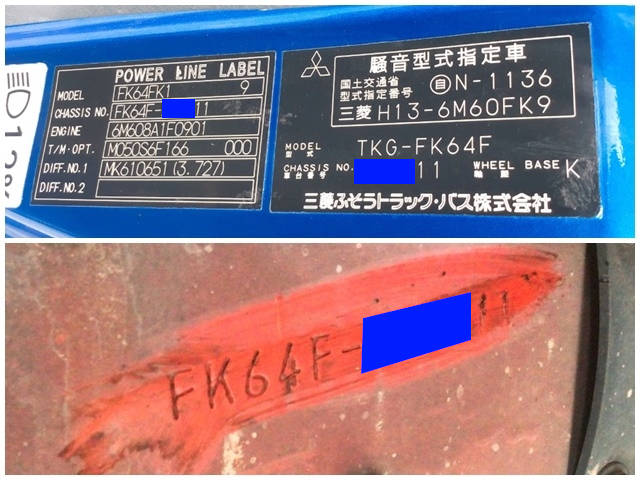 POWER LINE LABEL
MODEL FK64FK1 9
CHASSIS NO. FK64F- 11
ENGINE 6M608A1F0901
T/M・OPT. M050S6F166 000
DIFF.NO.1 MK610651(3.727)
DIFF.NO.2
騒音型式指定車
国土交通省
型式指定番号 自N-1136
三菱 H13-6M60FK9
MODEL
型式 TKG-FK64F
CHASSIS NO.
車台番号 11
WHEEL BASE
軸距 K
三菱ふそうトラック・バス株式会社
FK64F- 11